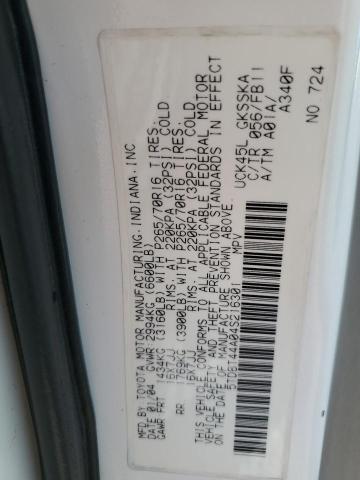 MFD BY TOYOTA MOTOR MANUFACTURING, INDIANA, INC
DATE 01/04
GVWR 2994KG (6600LB)
GAWR FRT 1434KG (3160LB) WITH P265/70R16 TIRES,
16X7JJ RIMS, AT 220KPA (32PSI) COLD
RR 1769KG (3900LB) WITH P265/70R16 TIRES,
16X7JJ RIMS, AT 220KPA (32PSI) COLD
THIS VEHICLE CONFORMS TO ALL APPLICABLE FEDERAL MOTOR
VEHICLE SAFETY AND THEFT PREVENTION STANDARDS IN EFFECT
ON THE DATE OF MANUFACTURE SHOWN ABOVE.
MPV
UCK45L GKSSKA
C/TR 056/FB11
A/TM A01A/
A340F
NO 724